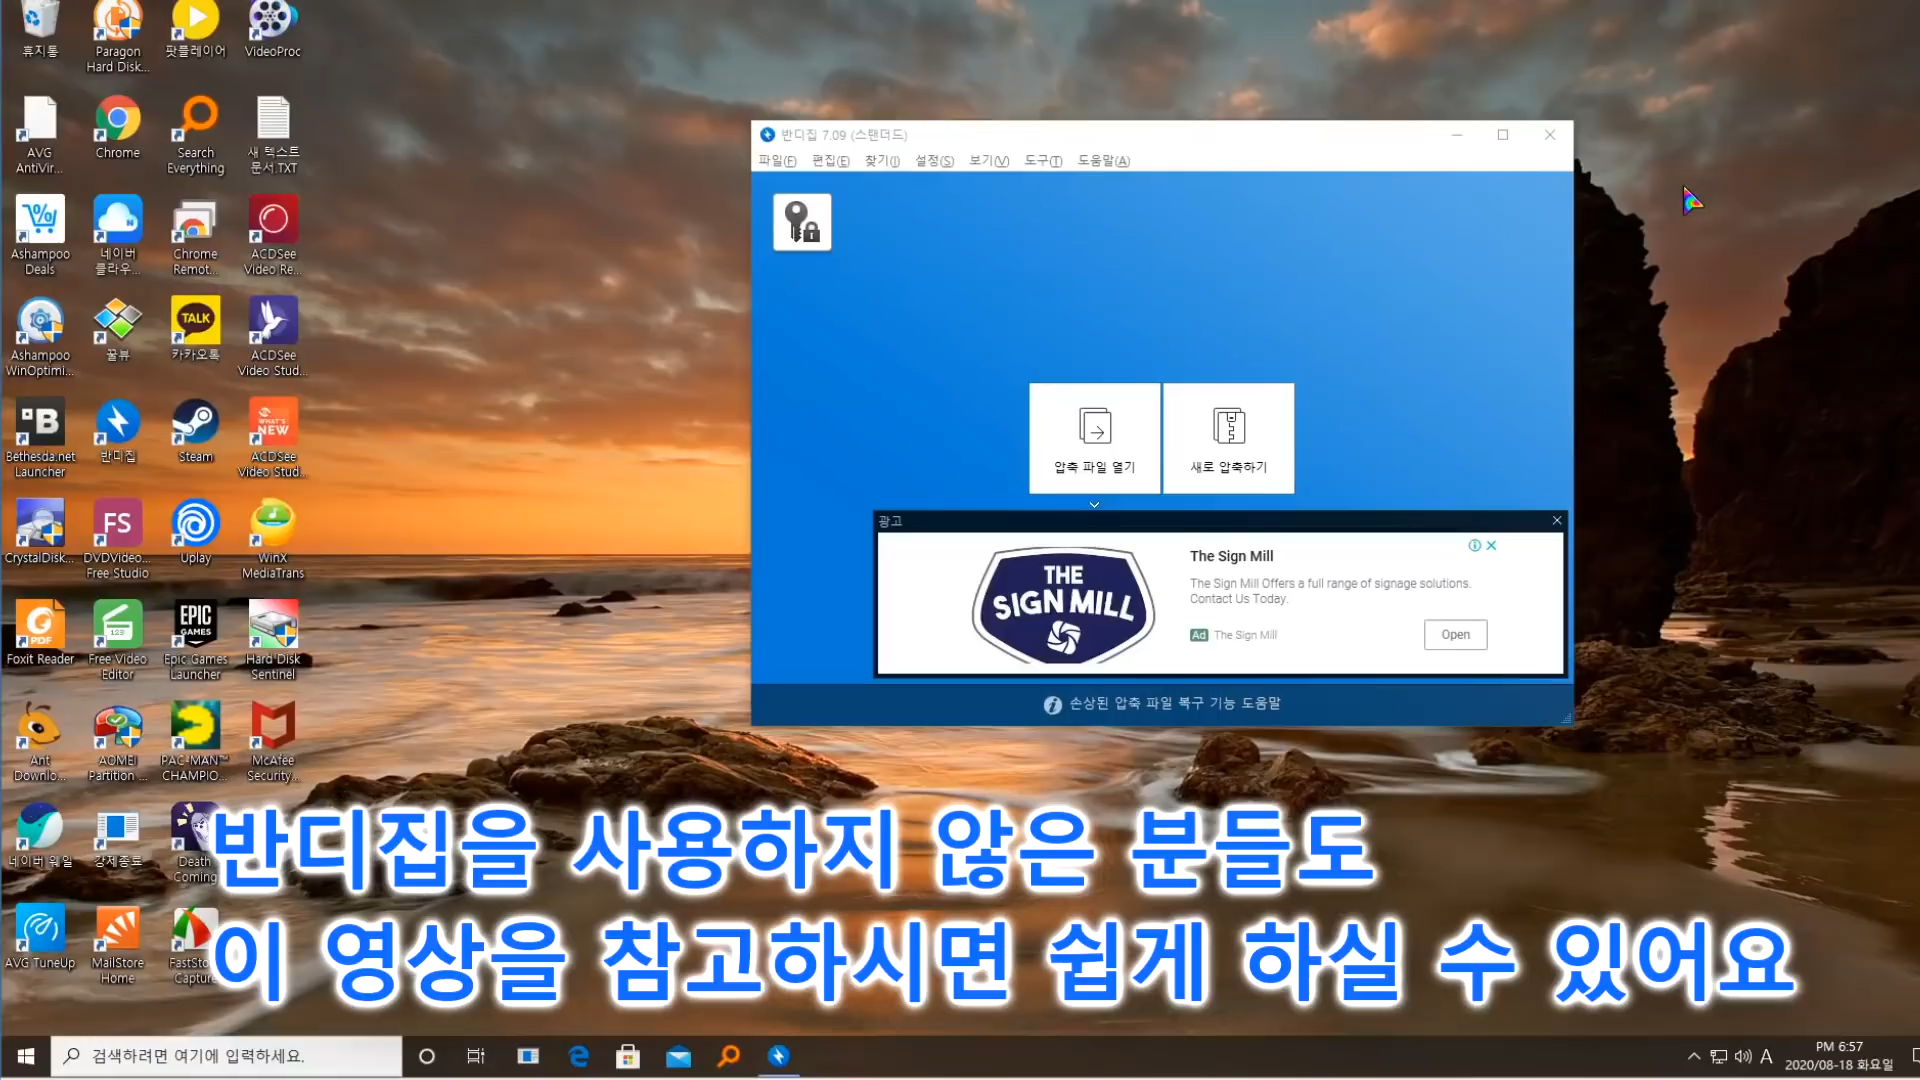 휴지통
Paragon
Hard Disk...
팟플레이어
VideoProc
AVG
AntiVir...
Chrome
Search
Everything
새 텍스트
문서.TXT
Ashampoo
Deals
네이버
클라우...
Chrome
Remot...
ACDSee
Video Re...
Ashampoo
WinOptimi...
꿀뷰
TALK
카카오톡
ACDSee
Video Stud...
B
Bethesda.net
Launcher
반디집
Steam
WHAT'S
NEW
ACDSee
Video Stud...
CrystalDisk...
FS
DVDVideo...
Free Studio
Uplay
WinX
MediaTrans
PDF
Foxit Reader
123
Free Video
Editor
EPIC
GAMES
Epic Games
Launcher
Hard Disk
Sentinel
Ant
Downlo...
AOMEI
Partition ...
PAC-MAN™
CHAMPIO...
McAfee
Security...
네이버 웨일
강제종료
Death
Coming
AVG TuneUp
MailStore
Home
FastSto
Capture
반디집 7.09 (스탠더드)
파일(F) 편집(E) 찾기(I) 설정(S) 보기(V) 도구(T) 도움말(A)
압축 파일 열기
새로 압축하기
광고
THE
SIGN MILL
The Sign Mill
The Sign Mill Offers a full range of signage solutions.
Contact Us Today.
Ad The Sign Mill
Open
손상된 압축 파일 복구 기능 도움말
반디집을 사용하지 않은 분들도
이 영상을 참고하시면 쉽게 하실 수 있어요
검색하려면 여기에 입력하세요.
A
PM 6:57
2020/08-18 화요일